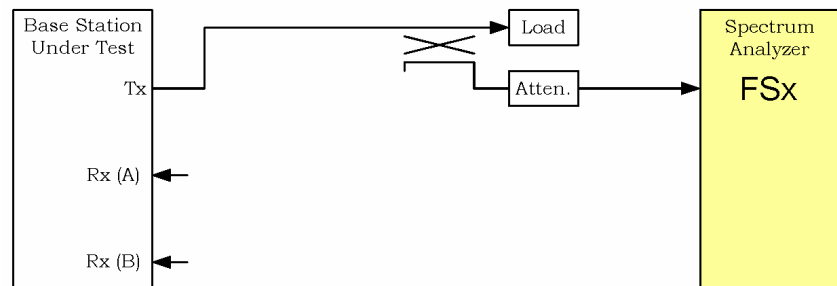 Base Station
Under Test
Tx
Rx (A)
Rx (B)
Load
Atten.
Spectrum
Analyzer
FSx